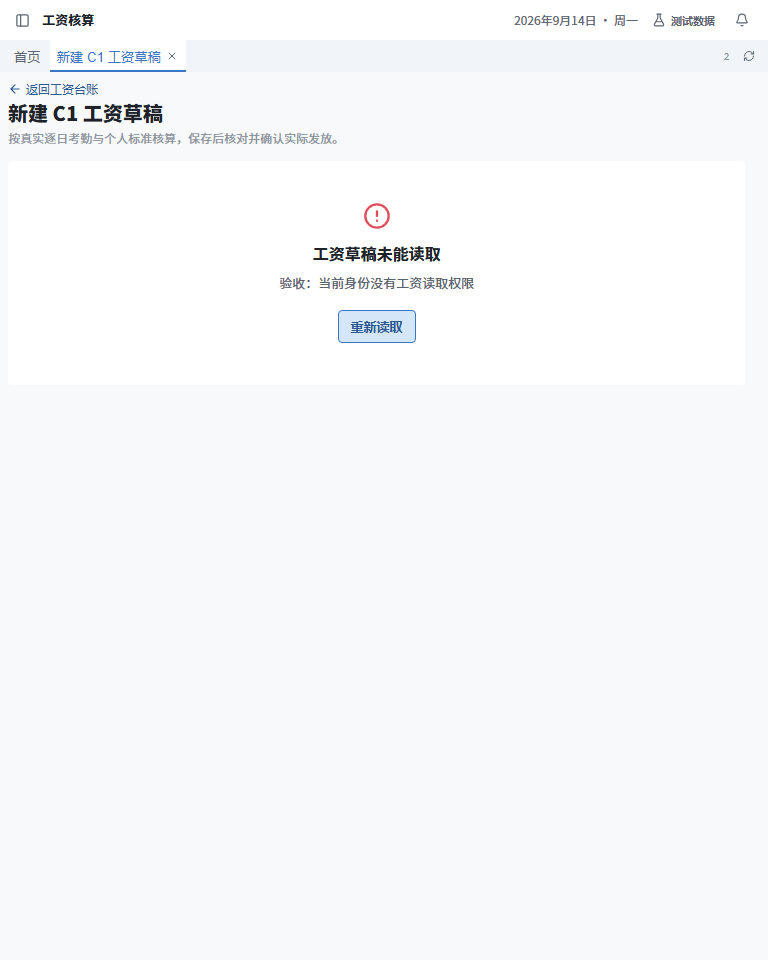 工资核算
2026年9月14日 • 周一
测试数据
首页
新建 C1 工资草稿
2
返回工资台账
新建 C1 工资草稿
按真实逐日考勤与个人标准核算，保存后核对并确认实际发放。
工资草稿未能读取
验收：当前身份没有工资读取权限
重新读取